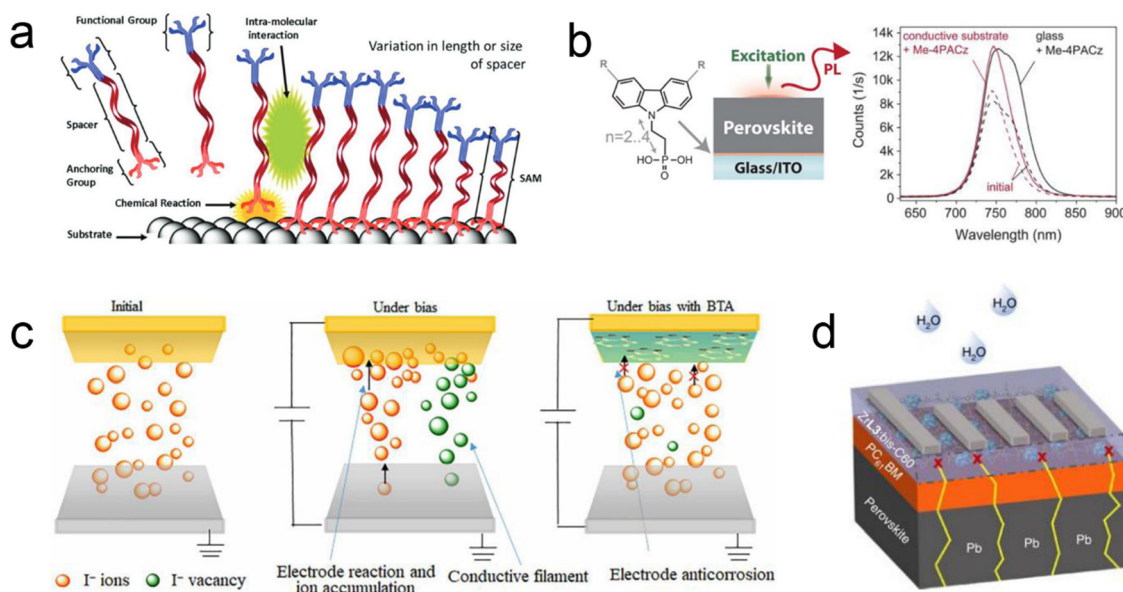 a
Functional Group
Intra-molecular
interaction
Variation in length or size
of spacer
Spacer
Anchoring Group
Chemical Reaction
Substrate
SAM
b
R
R
n=2..4
HO
P
OH
O
N
Excitation
PL
Perovskite
Glass/ITO
conductive substrate
+ Me-4PACz
glass
+ Me-4PACz
initial
Counts (1/s)
14k
12k
10k
8k
6k
4k
2k
0
650
700
750
800
850
900
Wavelength (nm)
c
Initial
Under bias
Under bias with BTA
I⁻ ions
I⁻ vacancy
Electrode reaction and
ion accumulation
Conductive filament
Electrode anticorrosion
d
H₂O
H₂O
H₂O
ZrL3:bis-C60
PC₆₁BM
Perovskite
Pb
Pb
Pb
Pb